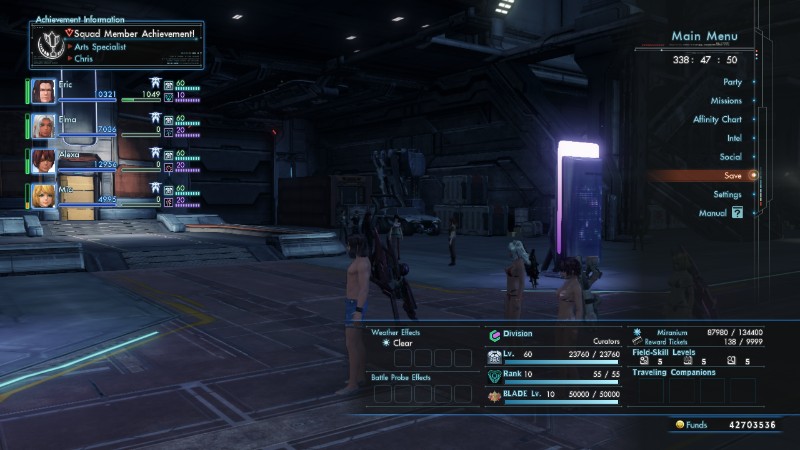 Achievement Information
Squad Member Achievement!
Arts Specialist
Chris
Eric
60
0321 1049 10
Elma
60
7036 0 20
Alexa
60
12956 0 20
Mia
60
4995 0 20
Main Menu
338: 47 : 50
Party
Missions
Affinity Chart
Intel
Social
Save
Settings
Manual ?
Weather Effects
Clear
Battle Probe Effects
Division
Curators
Lv. 60 23760 / 23760
Rank 10 55 / 55
BLADE Lv. 10 50000 / 50000
Miranium 87980 / 134400
Reward Tickets 138 / 9999
Field-Skill Levels
5 5 5
Traveling Companions
Funds 42703536